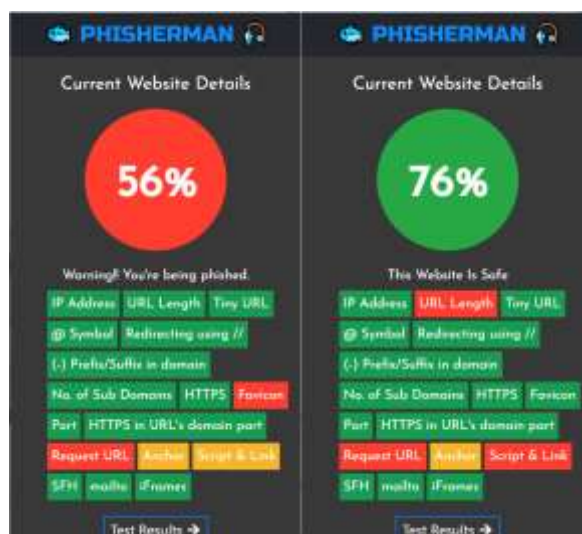 PHISHERMAN
Current Website Details
56%
Warning!! You're being phished.
IP Address URL Length Tiny URL
@ Symbol Redirecting using //
(-) Prefix/Suffix in domain
No. of Sub Domains HTTPS Favicon
Port HTTPS in URL's domain part
Request URL Anchor Script & Link
SFH mailto iFrames
Test Results →
PHISHERMAN
Current Website Details
76%
This Website Is Safe
IP Address URL Length Tiny URL
@ Symbol Redirecting using //
(-) Prefix/Suffix in domain
No. of Sub Domains HTTPS Favicon
Port HTTPS in URL's domain part
Request URL Anchor Script & Link
SFH mailto iFrames
Test Results →